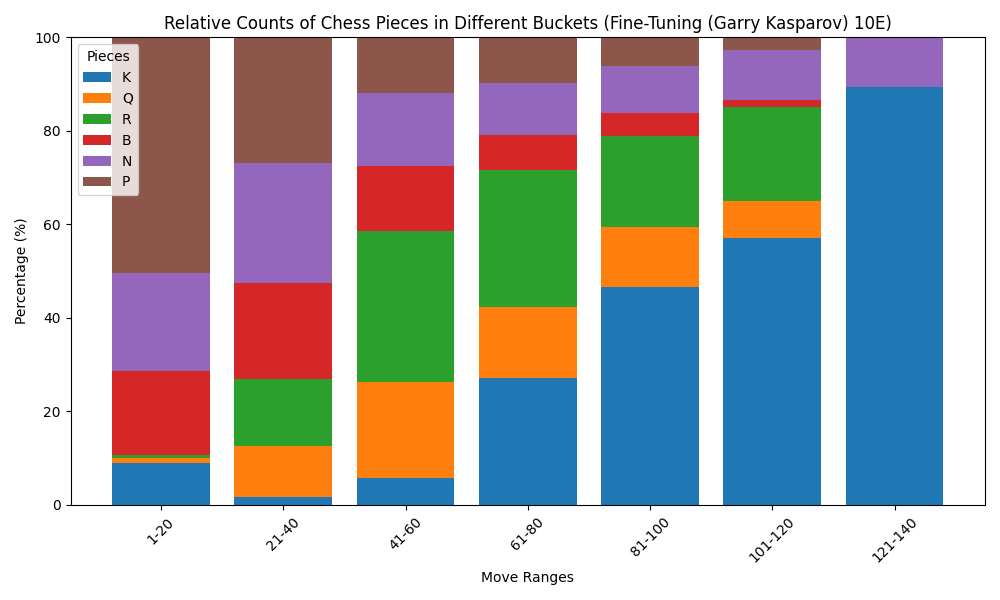 Relative Counts of Chess Pieces in Different Buckets (Fine-Tuning (Garry Kasparov) 10E)
Pieces
K
Q
R
B
N
P
Percentage (%)
100
80
60
40
20
0
1-20
21-40
41-60
61-80
81-100
101-120
121-140
Move Ranges